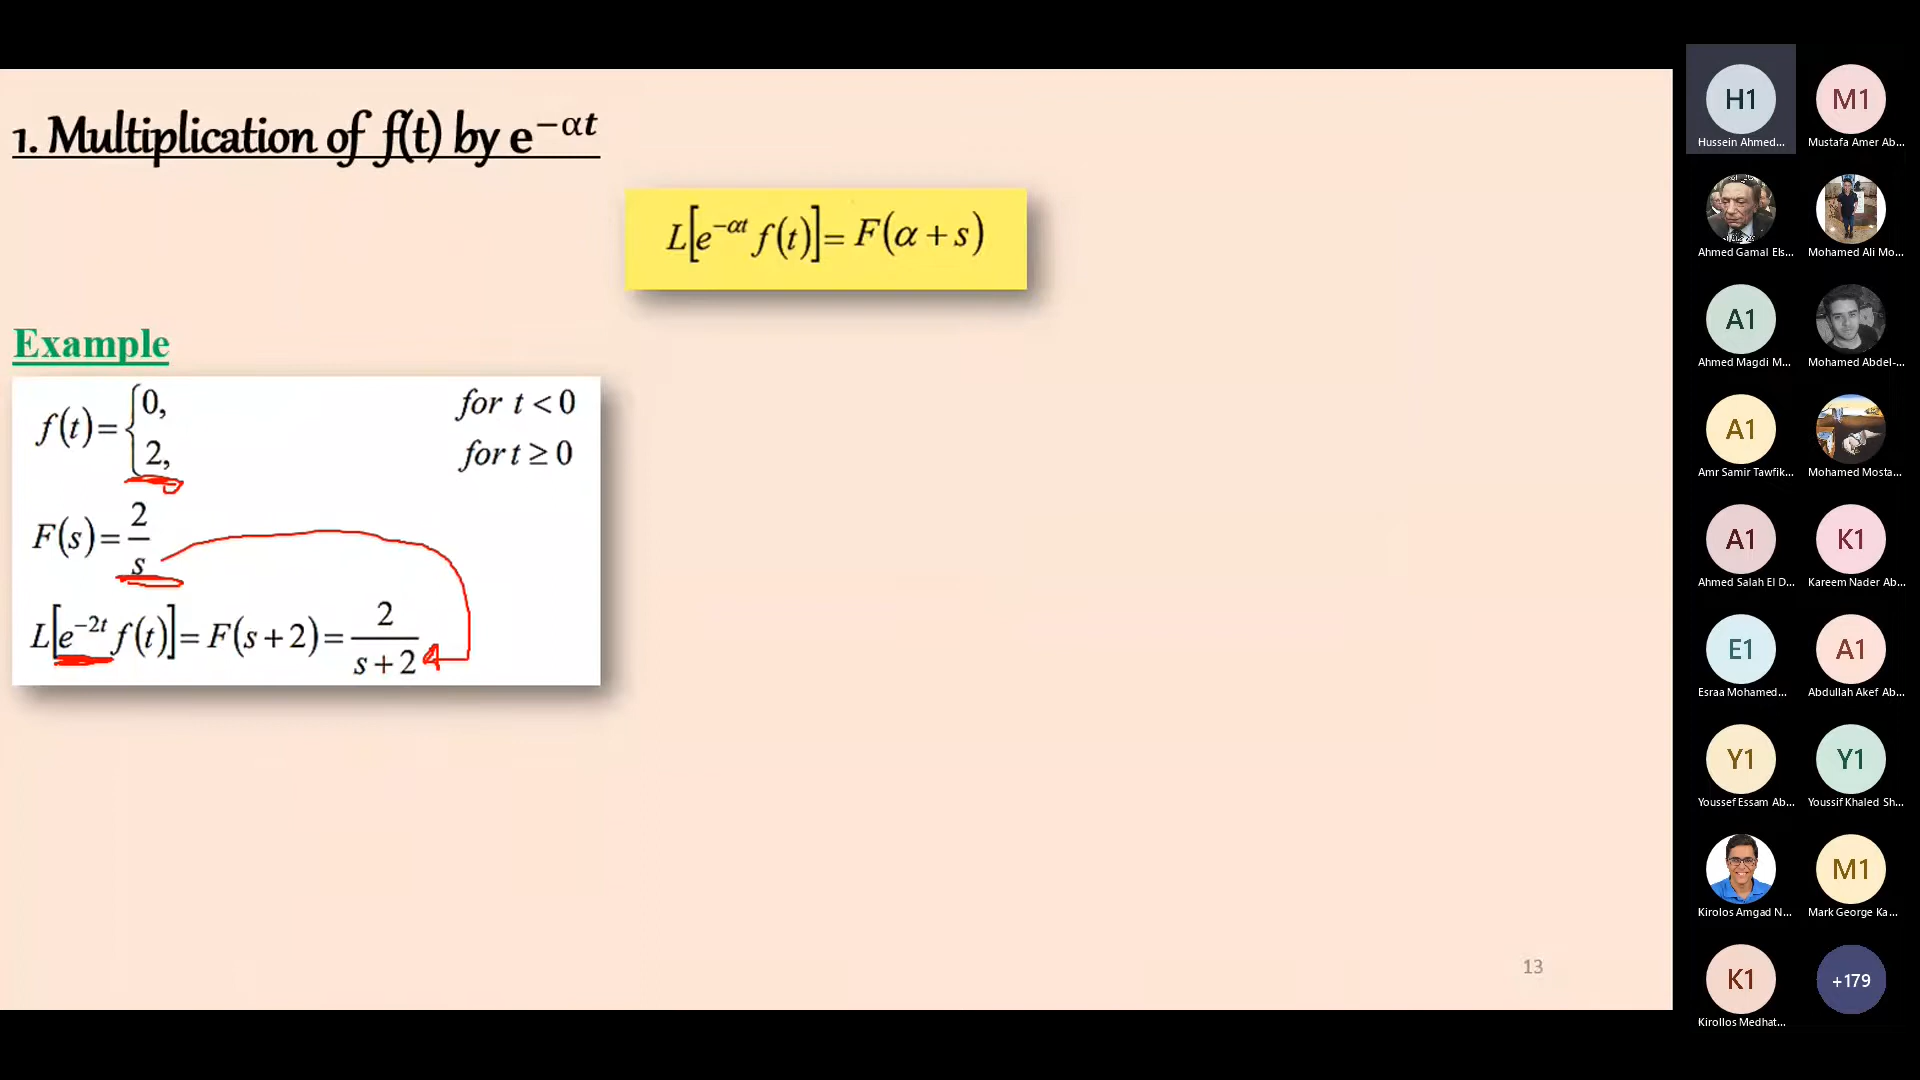 1. Multiplication of f(t) by e^{−αt}
L[e^{-αt} f(t)] = F(α + s)
Example
f(t) = { 0, for t < 0
2, for t ≥ 0
F(s) = 2/s
L[e^{-2t} f(t)] = F(s + 2) = 2/(s + 2)
13
H1 M1
Hussein Ahmed... Mustafa Amer Ab...
Ahmed Gamal Els... Mohamed Ali Mo...
A1
Ahmed Magdi M... Mohamed Abdel-...
A1
Amr Samir Tawfik... Mohamed Mosta...
A1 K1
Ahmed Salah El D... Kareem Nader Ab...
E1 A1
Esraa Mohamed... Abdullah Akef Ab...
Y1 Y1
Youssef Essam Ab... Youssif Khaled Sh...
M1
Kirolos Amgad N... Mark George Ka...
K1 +179
Kirollos Medhat...